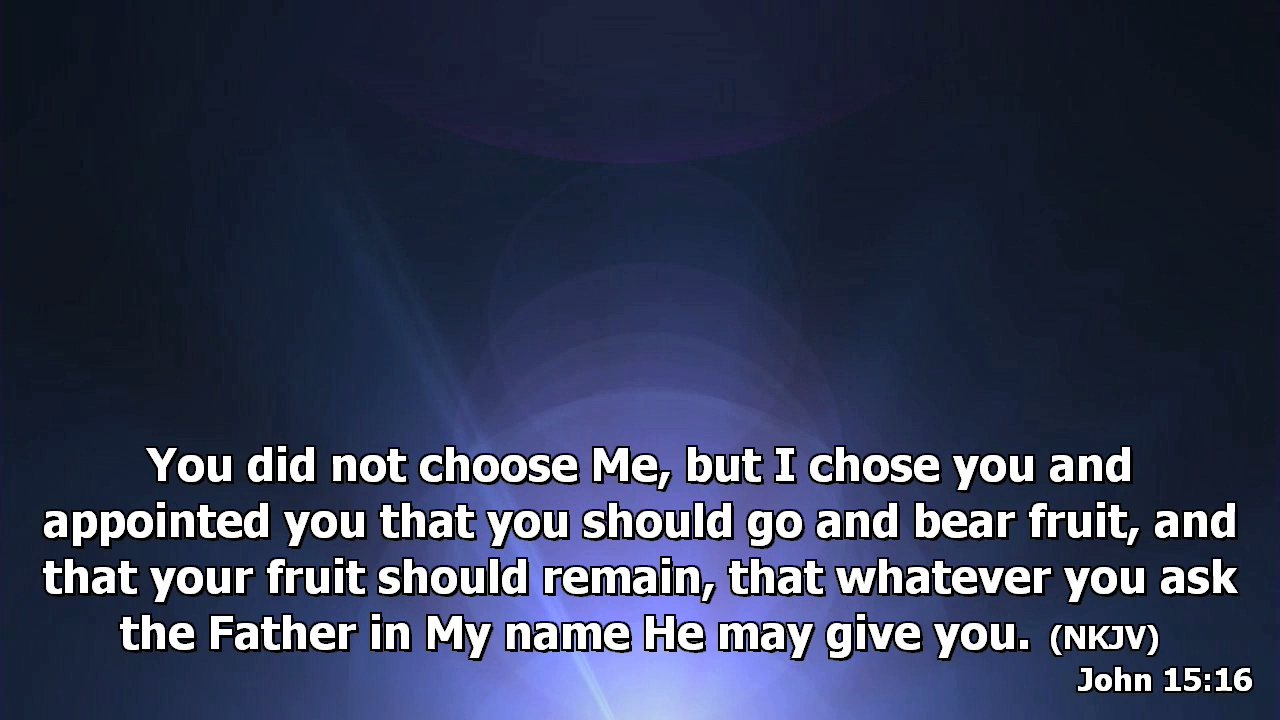 You did not choose Me, but I chose you and
appointed you that you should go and bear fruit, and
that your fruit should remain, that whatever you ask
the Father in My name He may give you. (NKJV)
John 15:16